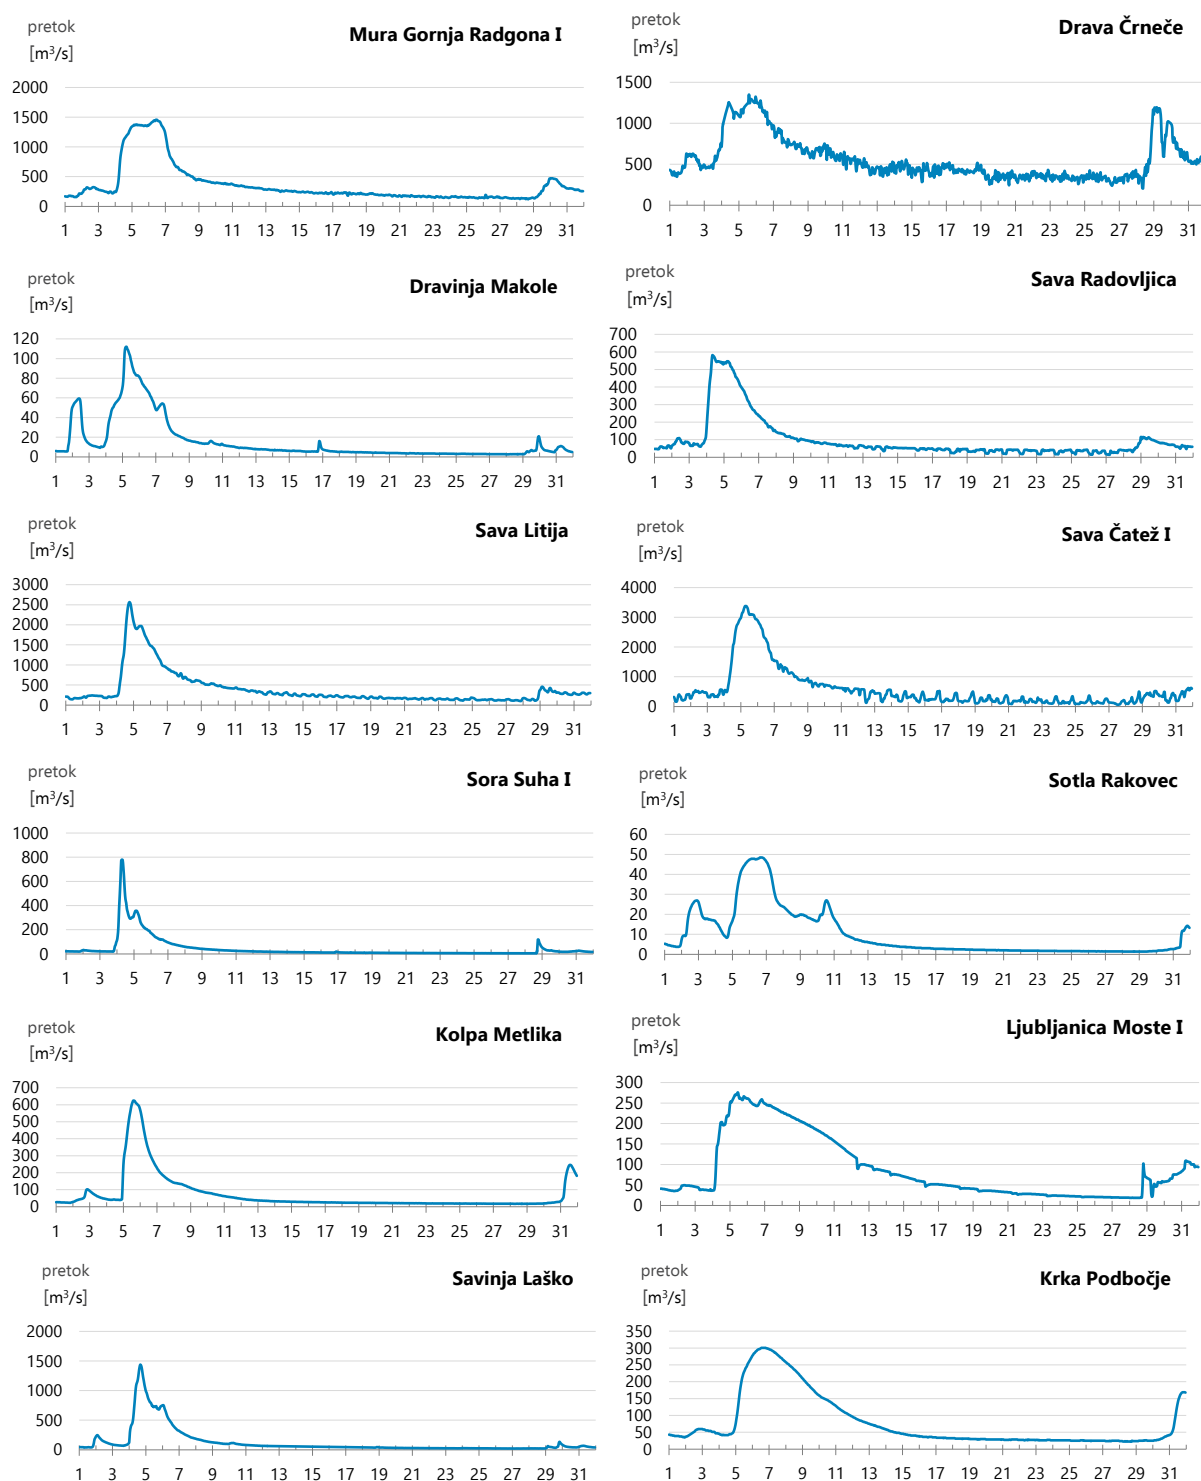 pretok
[m³/s]
Mura Gornja Radgona I
2000
1500
1000
500
0
1 3 5 7 9 11 13 15 17 19 21 23 25 27 29 31
pretok
[m³/s]
Drava Črneče
1500
1000
500
0
1 3 5 7 9 11 13 15 17 19 21 23 25 27 29 31
pretok
[m³/s]
Dravinja Makole
120
100
80
60
40
20
0
1 3 5 7 9 11 13 15 17 19 21 23 25 27 29 31
pretok
[m³/s]
Sava Radovljica
700
600
500
400
300
200
100
0
1 3 5 7 9 11 13 15 17 19 21 23 25 27 29 31
pretok
[m³/s]
Sava Litija
3000
2500
2000
1500
1000
500
0
1 3 5 7 9 11 13 15 17 19 21 23 25 27 29 31
pretok
[m³/s]
Sava Čatež I
4000
3000
2000
1000
0
1 3 5 7 9 11 13 15 17 19 21 23 25 27 29 31
pretok
[m³/s]
Sora Suha I
1000
800
600
400
200
0
1 3 5 7 9 11 13 15 17 19 21 23 25 27 29 31
pretok
[m³/s]
Sotla Rakovec
60
50
40
30
20
10
0
1 3 5 7 9 11 13 15 17 19 21 23 25 27 29 31
pretok
[m³/s]
Kolpa Metlika
700
600
500
400
300
200
100
0
1 3 5 7 9 11 13 15 17 19 21 23 25 27 29 31
pretok
[m³/s]
Ljubljanica Moste I
300
250
200
150
100
50
0
1 3 5 7 9 11 13 15 17 19 21 23 25 27 29 31
pretok
[m³/s]
Savinja Laško
2000
1500
1000
500
0
1 3 5 7 9 11 13 15 17 19 21 23 25 27 29 31
pretok
[m³/s]
Krka Podbočje
350
300
250
200
150
100
50
0
1 3 5 7 9 11 13 15 17 19 21 23 25 27 29 31